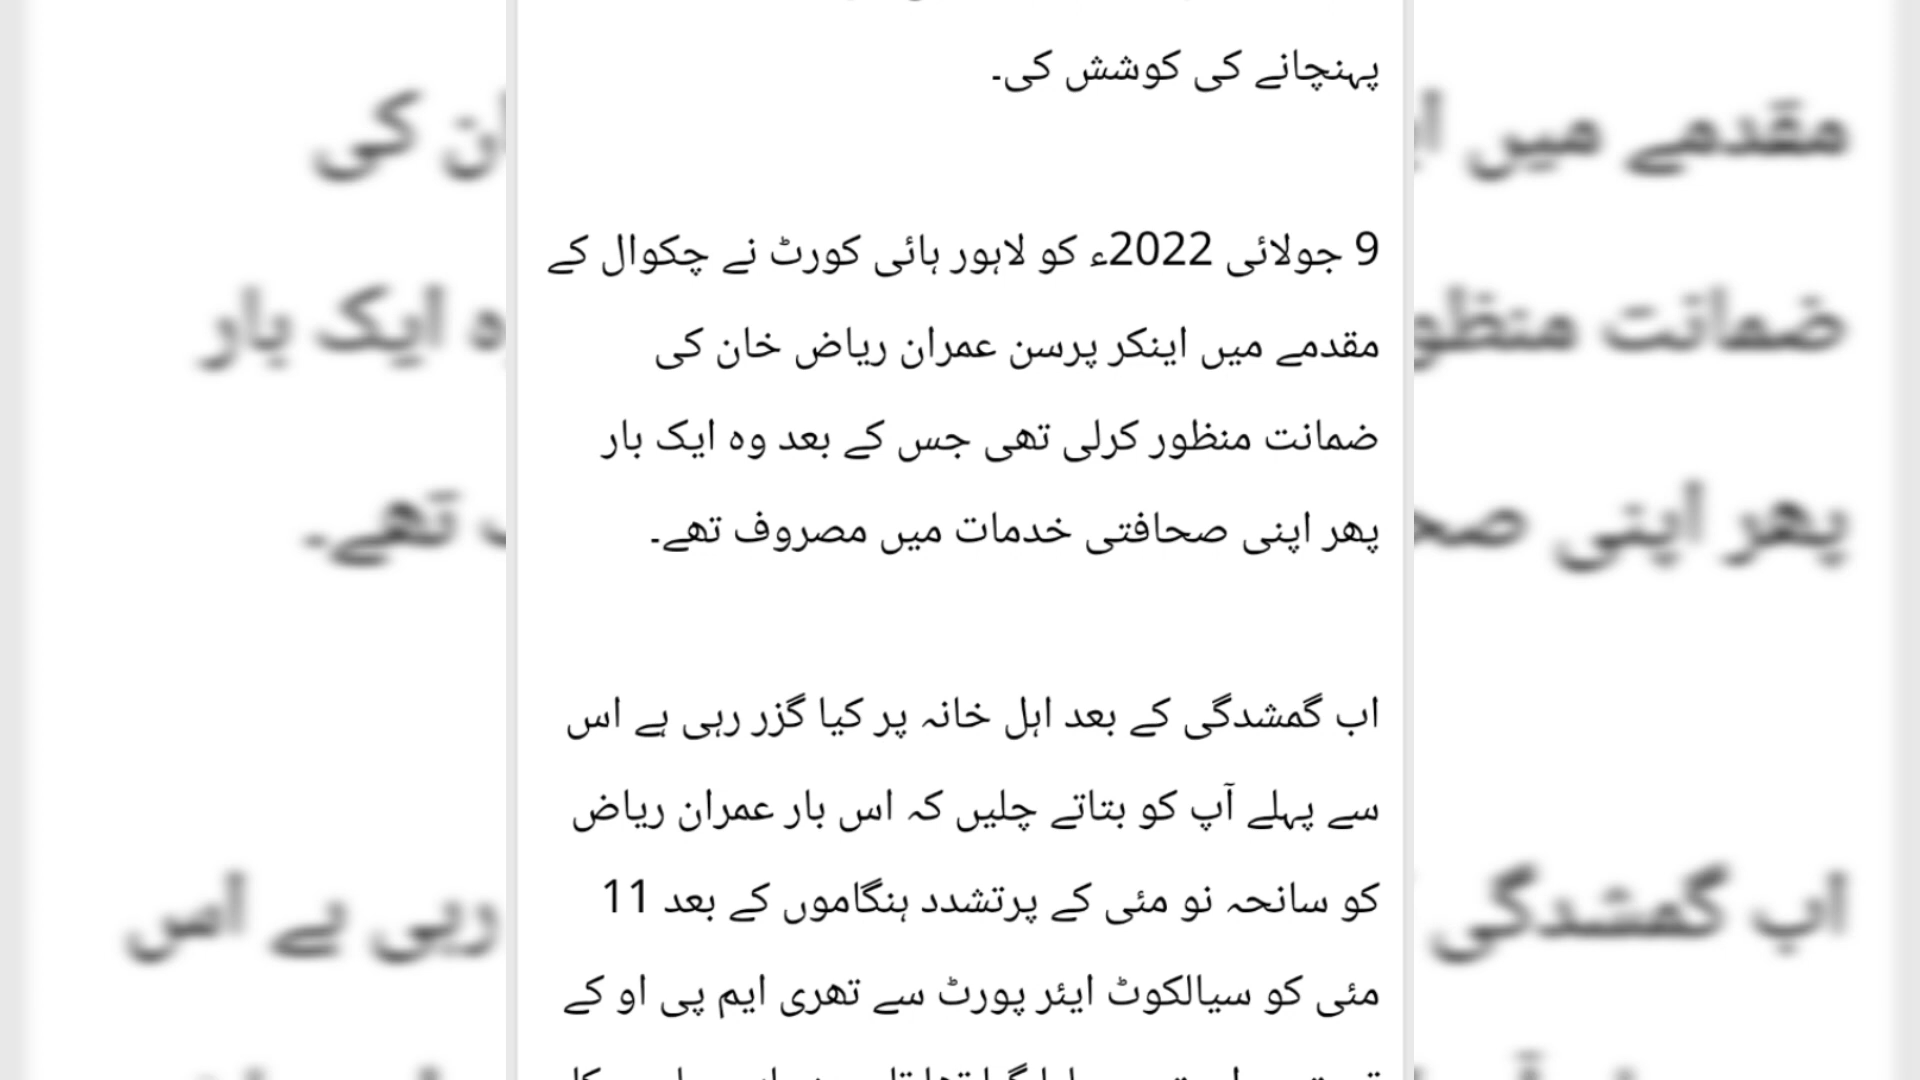 پہنچانے کی کوشش کی۔
9 جولائی 2022ء کو لاہور ہائی کورٹ نے چکوال کے
مقدمے میں اینکر پرسن عمران ریاض خان کی
ضمانت منظور کرلی تھی جس کے بعد وہ ایک بار
پھر اپنی صحافتی خدمات میں مصروف تھے۔
اب گمشدگی کے بعد اہل خانہ پر کیا گزر رہی ہے اس
سے پہلے آپ کو بتاتے چلیں کہ اس بار عمران ریاض
کو سانحہ نو مئی کے پرتشدد ہنگاموں کے بعد 11
مئی کو سیالکوٹ ایئر پورٹ سے تھری ایم پی او کے